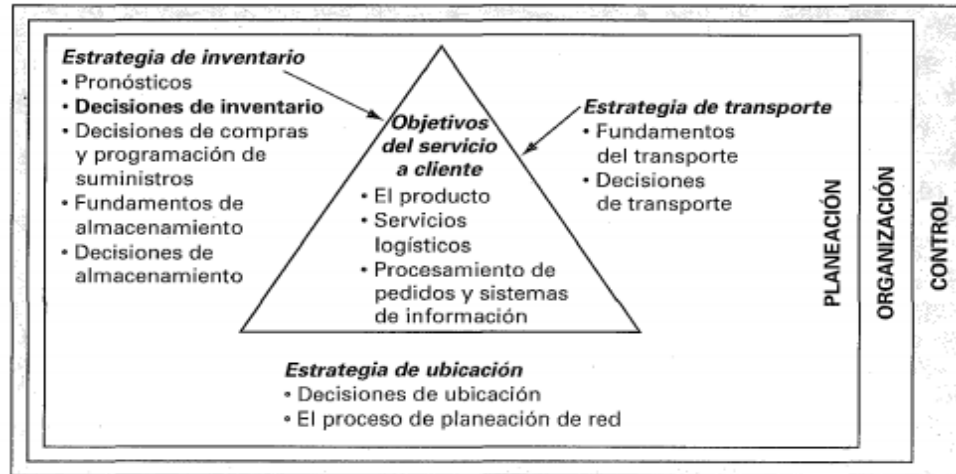 Estrategia de inventario
• Pronósticos
• Decisiones de inventario
• Decisiones de compras
y programación de
suministros
• Fundamentos de
almacenamiento
• Decisiones de
almacenamiento
Objetivos
del servicio
a cliente
• El producto
• Servicios
logísticos
• Procesamiento de
pedidos y sistemas
de información
Estrategia de transporte
• Fundamentos
del transporte
• Decisiones
de transporte
Estrategia de ubicación
• Decisiones de ubicación
• El proceso de planeación de red
PLANEACIÓN
ORGANIZACIÓN
CONTROL